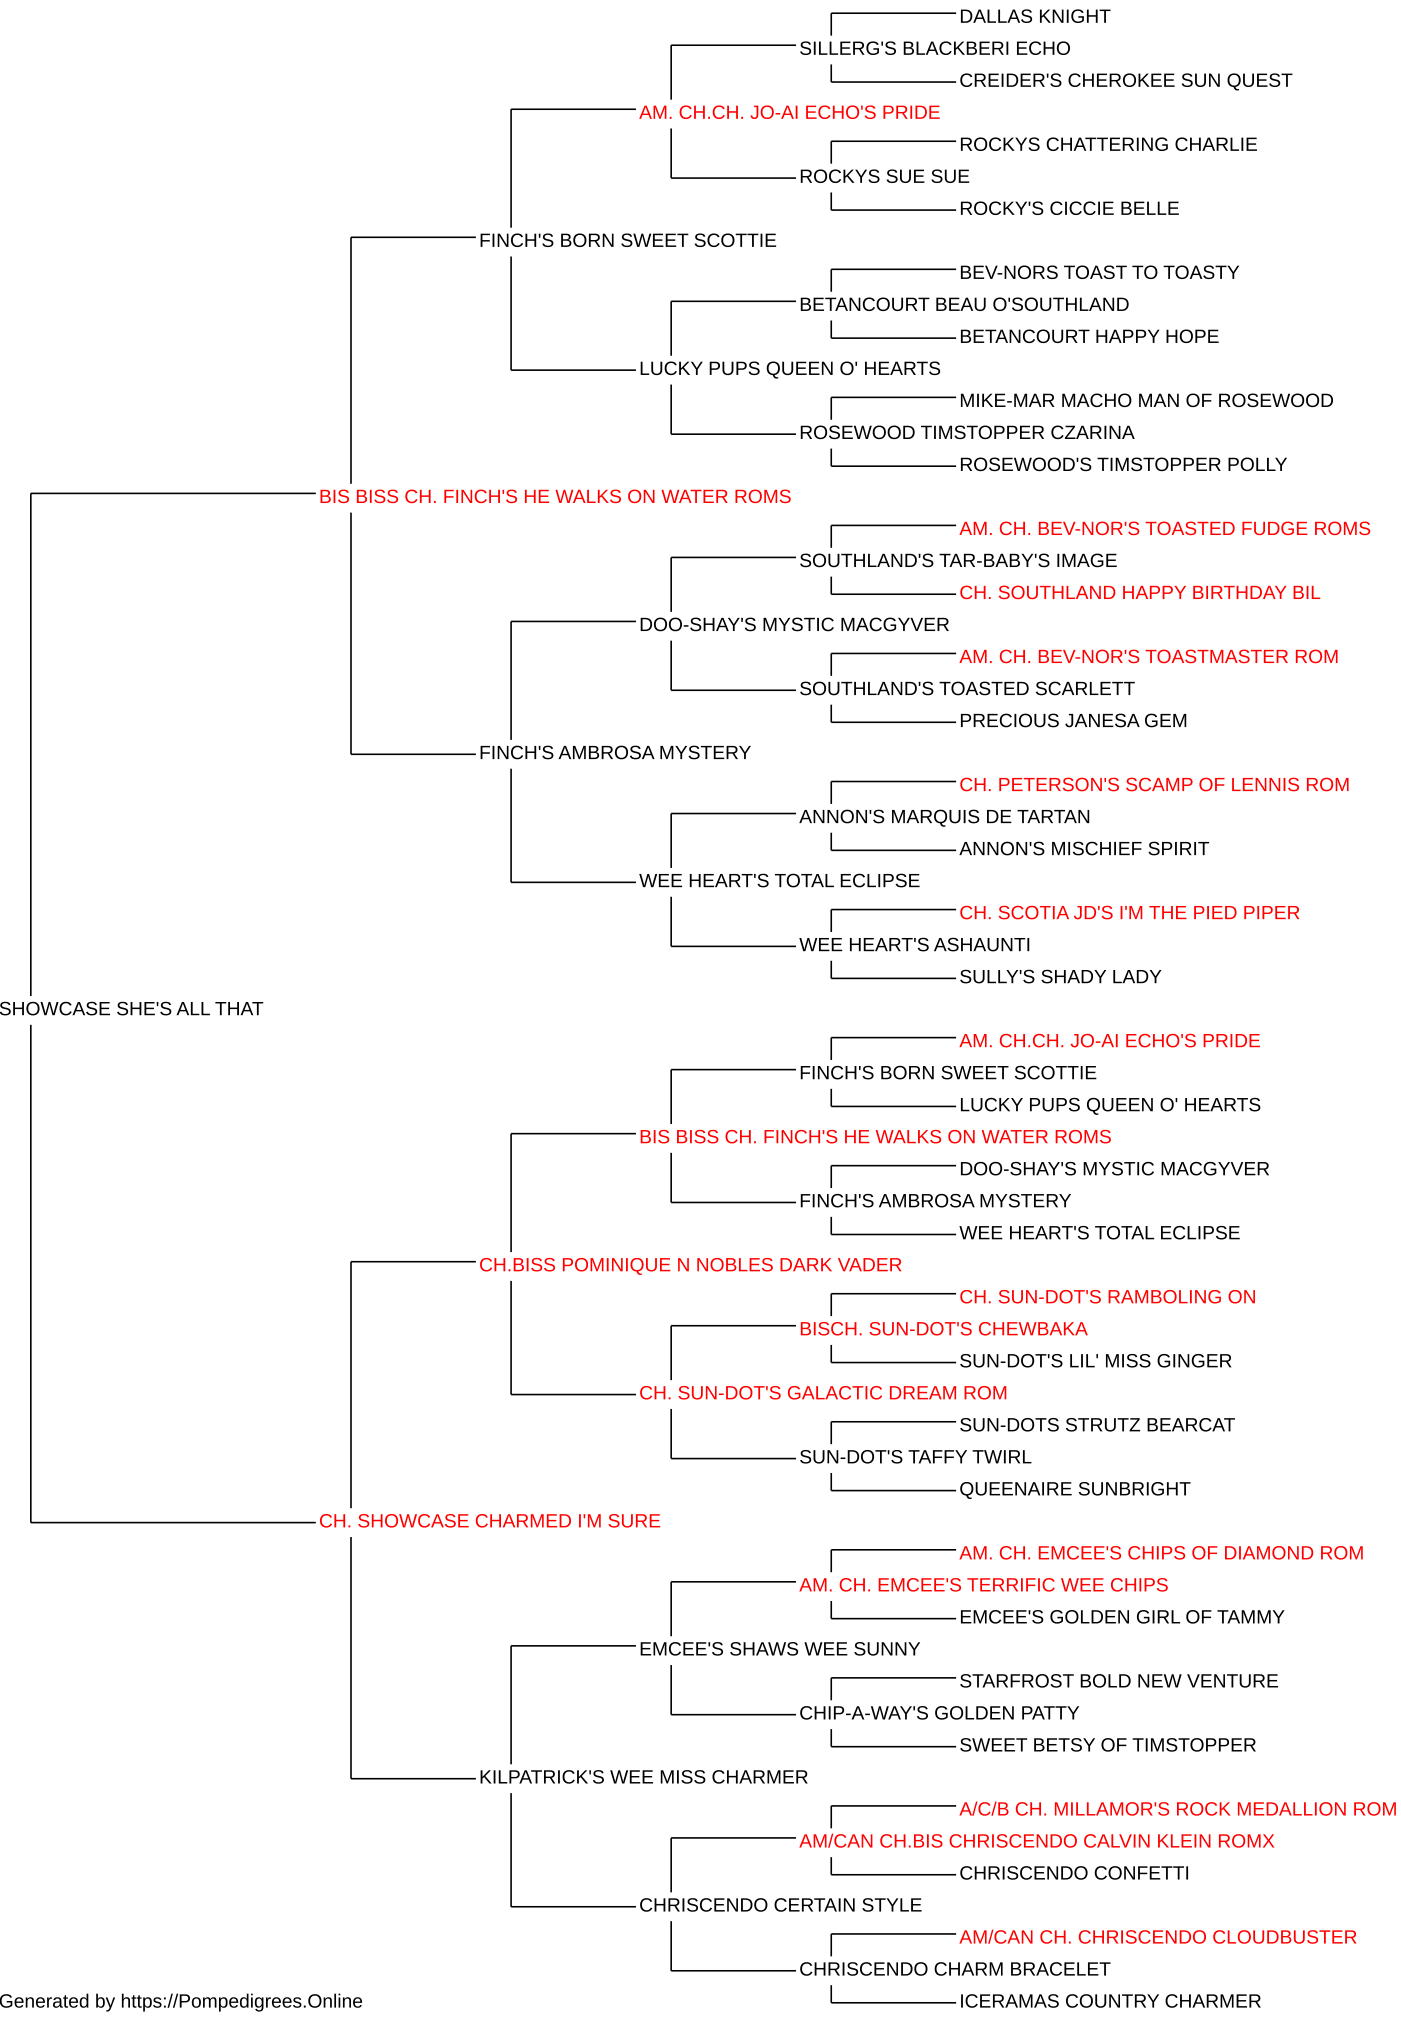 DALLAS KNIGHT
SILLERG'S BLACKBERI ECHO
CREIDER'S CHEROKEE SUN QUEST
AM. CH.CH. JO-AI ECHO'S PRIDE
ROCKYS CHATTERING CHARLIE
ROCKYS SUE SUE
ROCKY'S CICCIE BELLE
FINCH'S BORN SWEET SCOTTIE
BEV-NORS TOAST TO TOASTY
BETANCOURT BEAU O'SOUTHLAND
BETANCOURT HAPPY HOPE
LUCKY PUPS QUEEN O' HEARTS
MIKE-MAR MACHO MAN OF ROSEWOOD
ROSEWOOD TIMSTOPPER CZARINA
ROSEWOOD'S TIMSTOPPER POLLY
BIS BISS CH. FINCH'S HE WALKS ON WATER ROMS
AM. CH. BEV-NOR'S TOASTED FUDGE ROMS
SOUTHLAND'S TAR-BABY'S IMAGE
CH. SOUTHLAND HAPPY BIRTHDAY BIL
DOO-SHAY'S MYSTIC MACGYVER
AM. CH. BEV-NOR'S TOASTMASTER ROM
SOUTHLAND'S TOASTED SCARLETT
PRECIOUS JANESA GEM
FINCH'S AMBROSA MYSTERY
CH. PETERSON'S SCAMP OF LENNIS ROM
ANNON'S MARQUIS DE TARTAN
ANNON'S MISCHIEF SPIRIT
WEE HEART'S TOTAL ECLIPSE
CH. SCOTIA JD'S I'M THE PIED PIPER
WEE HEART'S ASHAUNTI
SULLY'S SHADY LADY
SHOWCASE SHE'S ALL THAT
AM. CH.CH. JO-AI ECHO'S PRIDE
FINCH'S BORN SWEET SCOTTIE
LUCKY PUPS QUEEN O' HEARTS
BIS BISS CH. FINCH'S HE WALKS ON WATER ROMS
DOO-SHAY'S MYSTIC MACGYVER
FINCH'S AMBROSA MYSTERY
WEE HEART'S TOTAL ECLIPSE
CH.BISS POMINIQUE N NOBLES DARK VADER
CH. SUN-DOT'S RAMBOLING ON
BISCH. SUN-DOT'S CHEWBAKA
SUN-DOT'S LIL' MISS GINGER
CH. SUN-DOT'S GALACTIC DREAM ROM
SUN-DOTS STRUTZ BEARCAT
SUN-DOT'S TAFFY TWIRL
QUEENAIRE SUNBRIGHT
CH. SHOWCASE CHARMED I'M SURE
AM. CH. EMCEE'S CHIPS OF DIAMOND ROM
AM. CH. EMCEE'S TERRIFIC WEE CHIPS
EMCEE'S GOLDEN GIRL OF TAMMY
EMCEE'S SHAWS WEE SUNNY
STARFROST BOLD NEW VENTURE
CHIP-A-WAY'S GOLDEN PATTY
SWEET BETSY OF TIMSTOPPER
KILPATRICK'S WEE MISS CHARMER
A/C/B CH. MILLAMOR'S ROCK MEDALLION ROM
AM/CAN CH.BIS CHRISCENDO CALVIN KLEIN ROMX
CHRISCENDO CONFETTI
CHRISCENDO CERTAIN STYLE
AM/CAN CH. CHRISCENDO CLOUDBUSTER
CHRISCENDO CHARM BRACELET
ICERAMAS COUNTRY CHARMER
Generated by https://Pompedigrees.Online